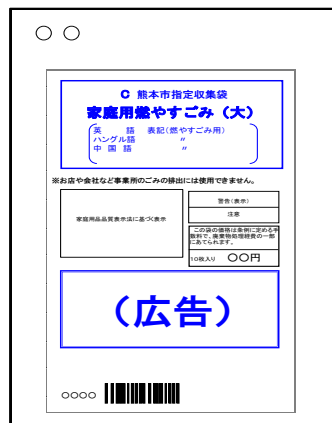 C 熊本市指定収集袋
家庭用燃やすごみ（大）
英　　語　表記(燃やすごみ用)
ハングル語　　〃
中 国 語　　〃
※お店や会社など事業所のごみの排出には使用できません。
家庭用品品質表示法に基づく表示
警告(表示)
注意
この袋の価格は条例に定める手
数料で、廃棄物処理経費の一部
にあてられます。
10枚入り　〇〇円
（広告）
○○○○